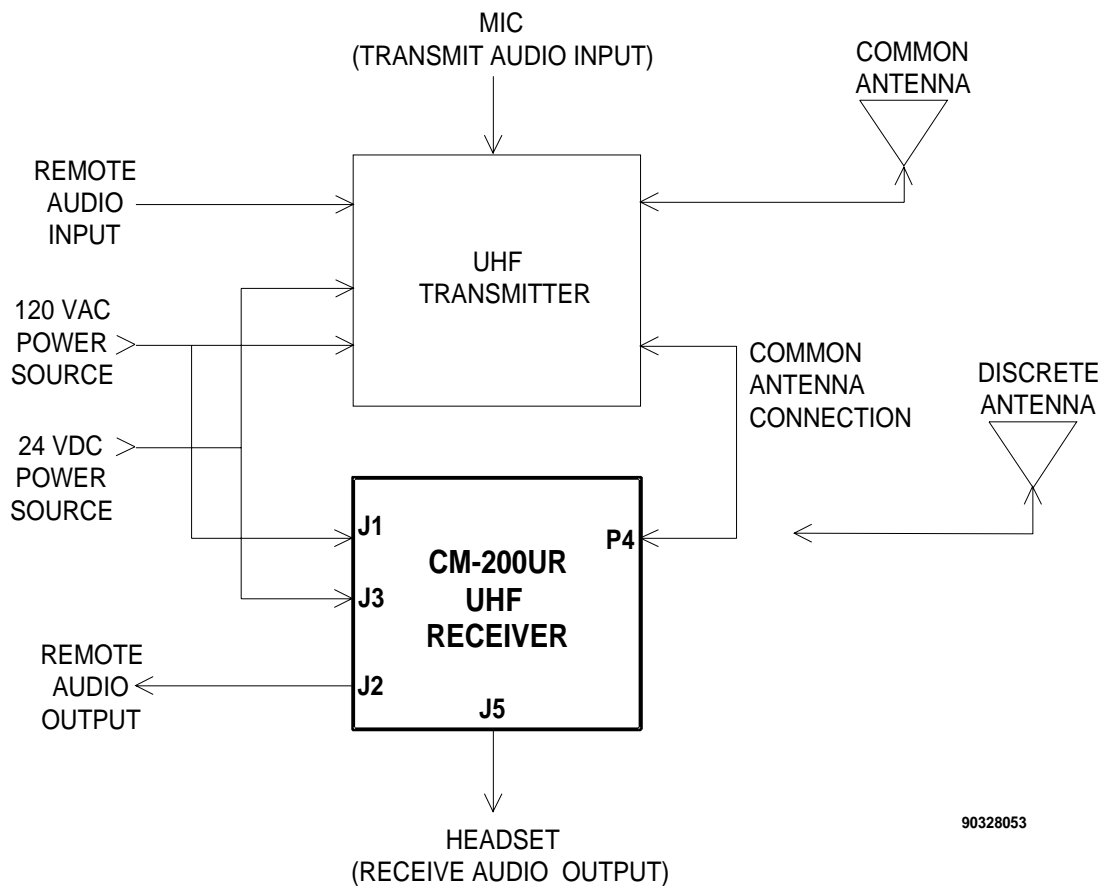 MIC
(TRANSMIT AUDIO INPUT)
COMMON
ANTENNA
REMOTE
AUDIO
INPUT
UHF
TRANSMITTER
120 VAC
POWER
SOURCE
COMMON
ANTENNA
CONNECTION
DISCRETE
ANTENNA
24 VDC
POWER
SOURCE
J1
P4
CM-200UR
UHF
RECEIVER
J3
REMOTE
AUDIO
OUTPUT
J2
J5
HEADSET
(RECEIVE AUDIO OUTPUT)
90328053